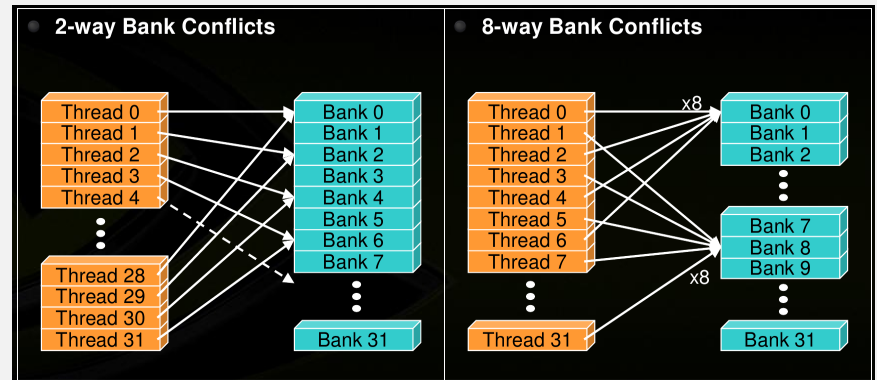 2-way Bank Conflicts
Thread 0
Thread 1
Thread 2
Thread 3
Thread 4
Thread 28
Thread 29
Thread 30
Thread 31
Bank 0
Bank 1
Bank 2
Bank 3
Bank 4
Bank 5
Bank 6
Bank 7
Bank 31
8-way Bank Conflicts
Thread 0
Thread 1
Thread 2
Thread 3
Thread 4
Thread 5
Thread 6
Thread 7
Thread 31
x8
x8
Bank 0
Bank 1
Bank 2
Bank 7
Bank 8
Bank 9
Bank 31